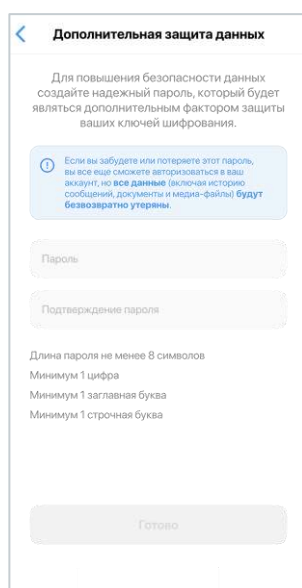 Дополнительная защита данных
Для повышения безопасности данных
создайте надежный пароль, который будет
являться дополнительным фактором защиты
ваших ключей шифрования.
Если вы забудете или потеряете этот пароль,
вы все еще сможете авторизоваться в ваш
аккаунт, но все данные (включая историю
сообщений, документы и медиа-файлы) будут
безвозвратно утеряны.
Пароль
Подтверждение пароля
Длина пароля не менее 8 символов
Минимум 1 цифра
Минимум 1 заглавная буква
Минимум 1 строчная буква
Готово